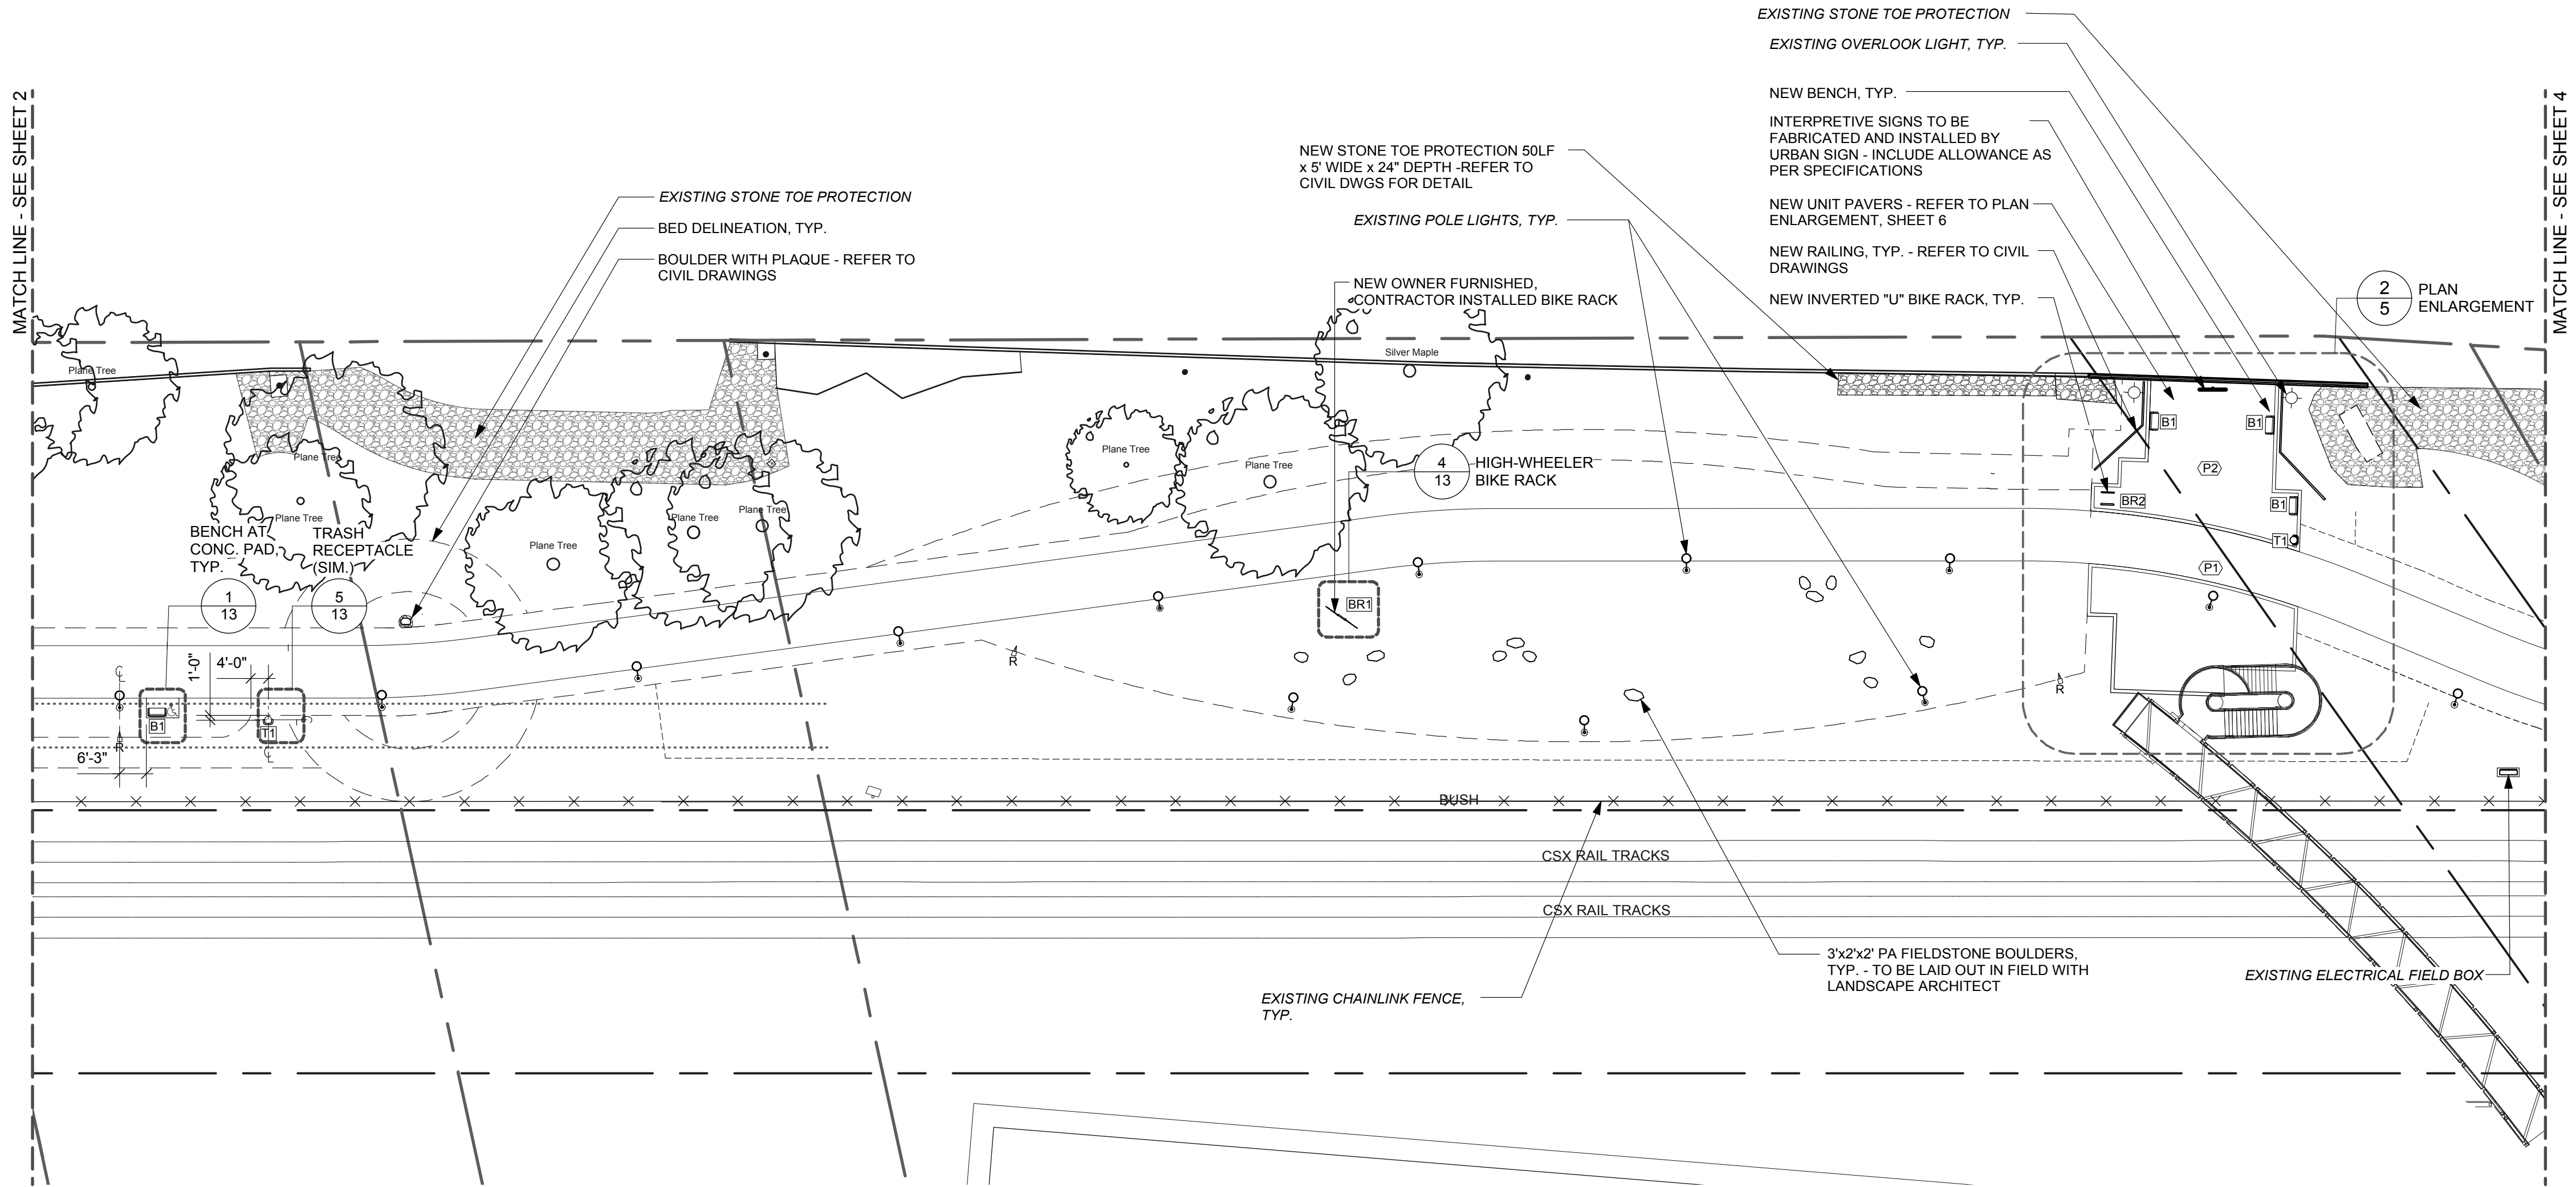 MATCH LINE - SEE SHEET 2
EXISTING STONE TOE PROTECTION
BED DELINEATION, TYP.
BOULDER WITH PLAQUE - REFER TO
CIVIL DRAWINGS
NEW STONE TOE PROTECTION 50LF
x 5' WIDE x 24" DEPTH -REFER TO
CIVIL DWGS FOR DETAIL
EXISTING POLE LIGHTS, TYP.
NEW OWNER FURNISHED,
CONTRACTOR INSTALLED BIKE RACK
EXISTING STONE TOE PROTECTION
EXISTING OVERLOOK LIGHT, TYP.
NEW BENCH, TYP.
INTERPRETIVE SIGNS TO BE
FABRICATED AND INSTALLED BY
URBAN SIGN - INCLUDE ALLOWANCE AS
PER SPECIFICATIONS
NEW UNIT PAVERS - REFER TO PLAN
ENLARGEMENT, SHEET 6
NEW RAILING, TYP. - REFER TO CIVIL
DRAWINGS
NEW INVERTED "U" BIKE RACK, TYP.
2
5
PLAN
ENLARGEMENT
MATCH LINE - SEE SHEET 4
Plane Tree
Plane Tree
Plane Tree
Plane Tree
Plane Tree
Plane Tree
Plane Tree
Plane Tree
Silver Maple
4
13
HIGH-WHEELER
BIKE RACK
BENCH AT
CONC. PAD,
TYP.
1
13
TRASH
RECEPTACLE
(SIM.)
5
13
1'-0"
4'-0"
6'-3"
CL
B1
R
T1
CL
R
BR1
R
B1
B1
P2
BR2
B1
T1
P1
BUSH
CSX RAIL TRACKS
CSX RAIL TRACKS
EXISTING CHAINLINK FENCE,
TYP.
3'x2'x2' PA FIELDSTONE BOULDERS,
TYP. - TO BE LAID OUT IN FIELD WITH
LANDSCAPE ARCHITECT
EXISTING ELECTRICAL FIELD BOX